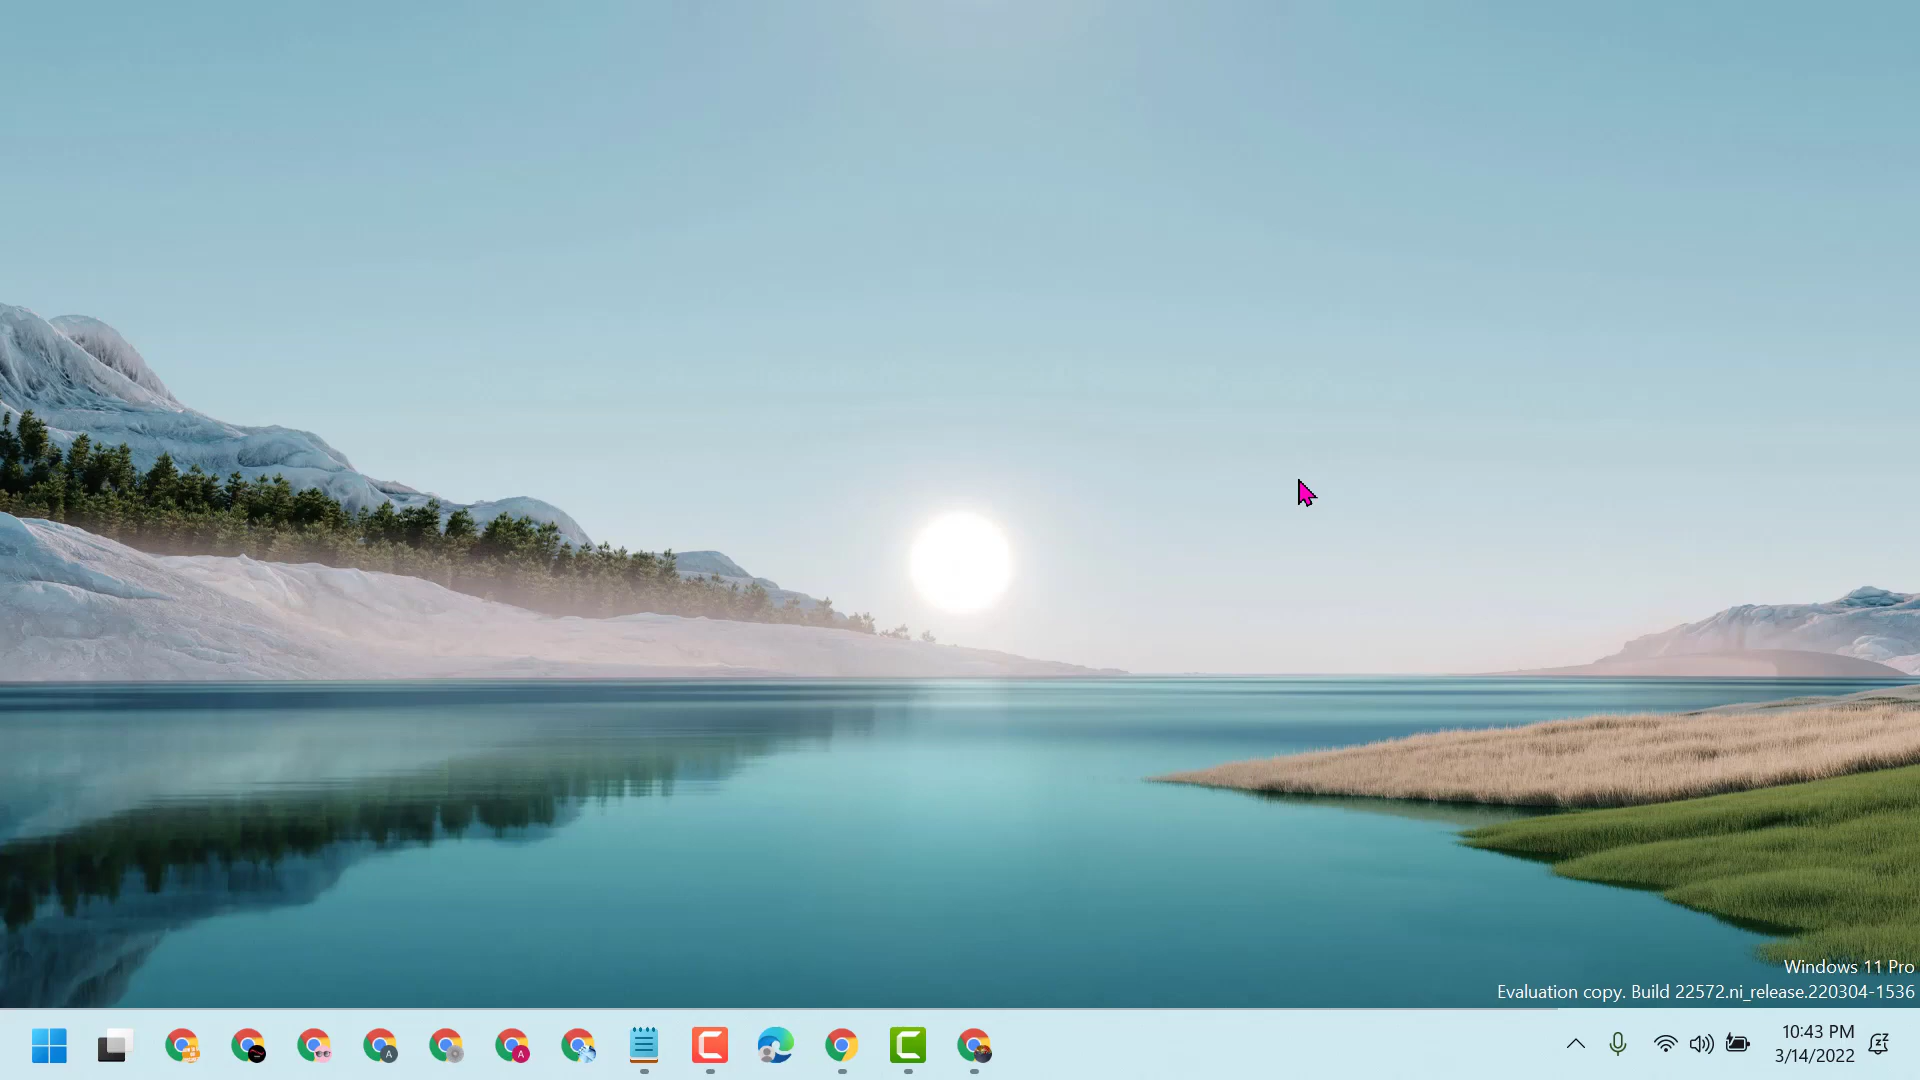 Windows 11 Pro
Evaluation copy. Build 22572.ni_release.220304-1536
A
A
10:43 PM
3/14/2022